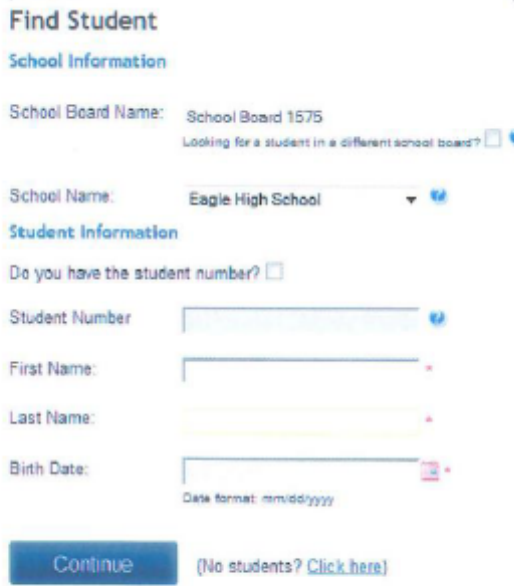 Find Student
School Information
School Board Name: School Board 1575
Looking for a student in a different school board?
School Name: Eagle High School
Student Information
Do you have the student number?
Student Number
First Name: *
Last Name: *
Birth Date: *
Date format: mm/dd/yyyy
Continue (No students? Click here)